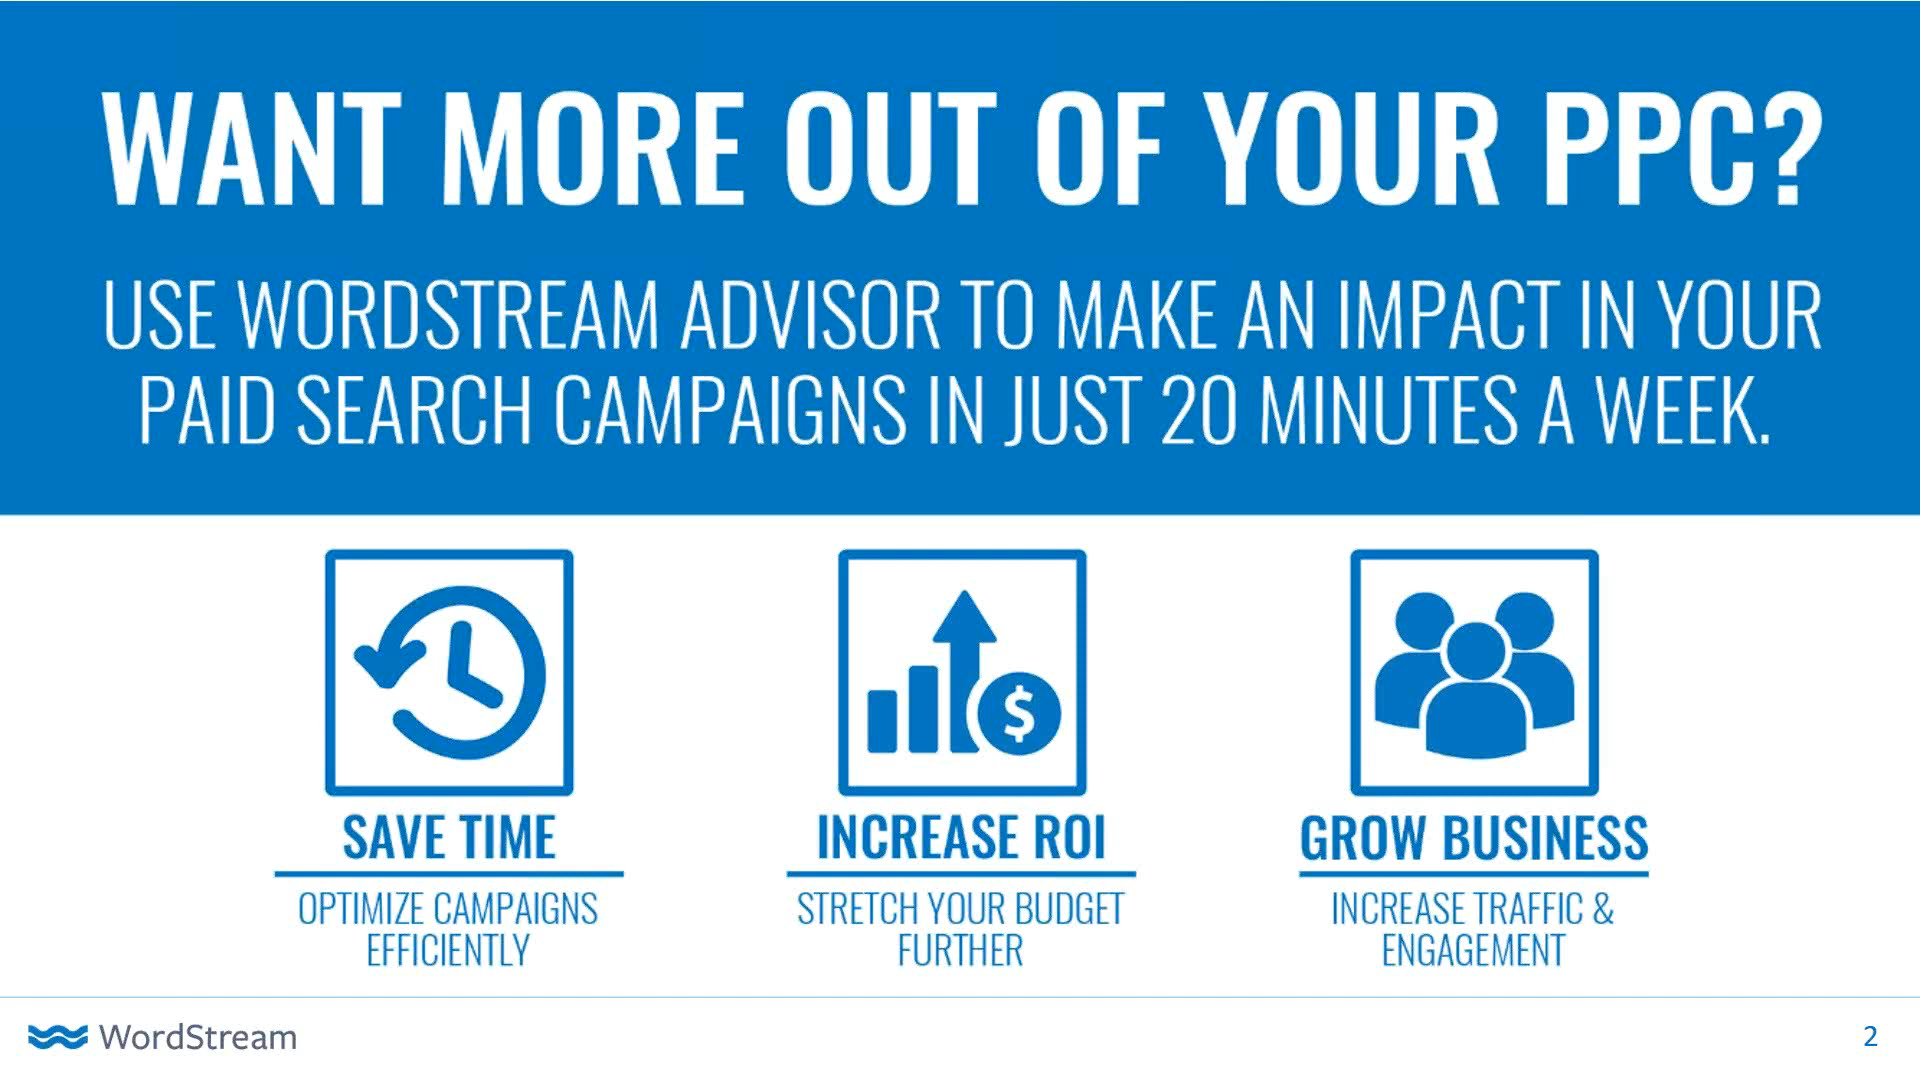 WANT MORE OUT OF YOUR PPC?
USE WORDSTREAM ADVISOR TO MAKE AN IMPACT IN YOUR
PAID SEARCH CAMPAIGNS IN JUST 20 MINUTES A WEEK.
$
SAVE TIME
OPTIMIZE CAMPAIGNS
EFFICIENTLY
INCREASE ROI
STRETCH YOUR BUDGET
FURTHER
GROW BUSINESS
INCREASE TRAFFIC &
ENGAGEMENT
WordStream
2